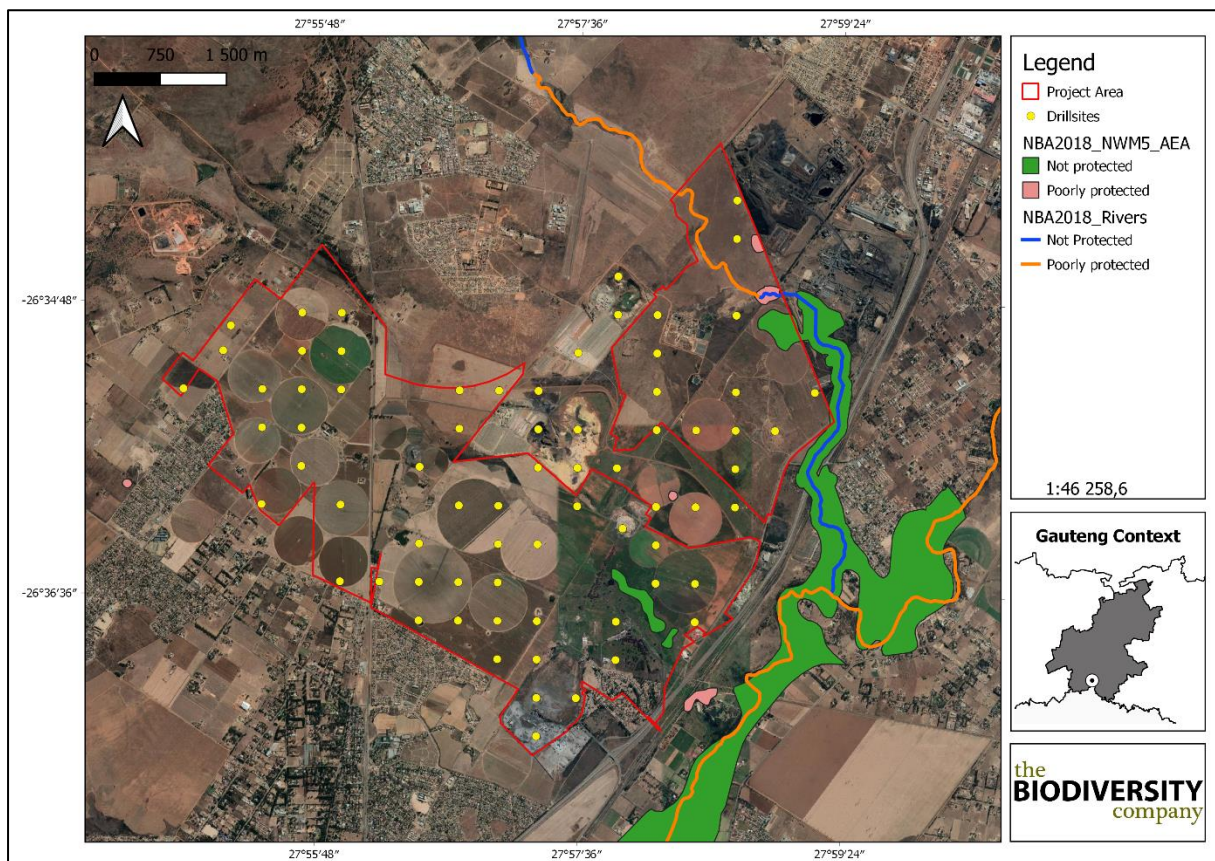 27°55′48″ 27°57′36″ 27°59′24″
0 750 1 500 m
-26°34′48″
-26°36′36″
27°55′48″ 27°57′36″ 27°59′24″
Legend
Project Area
Drillsites
NBA2018_NWM5_AEA
Not protected
Poorly protected
NBA2018_Rivers
Not Protected
Poorly protected
1:46 258,6
Gauteng Context
the
BIODIVERSITY
company